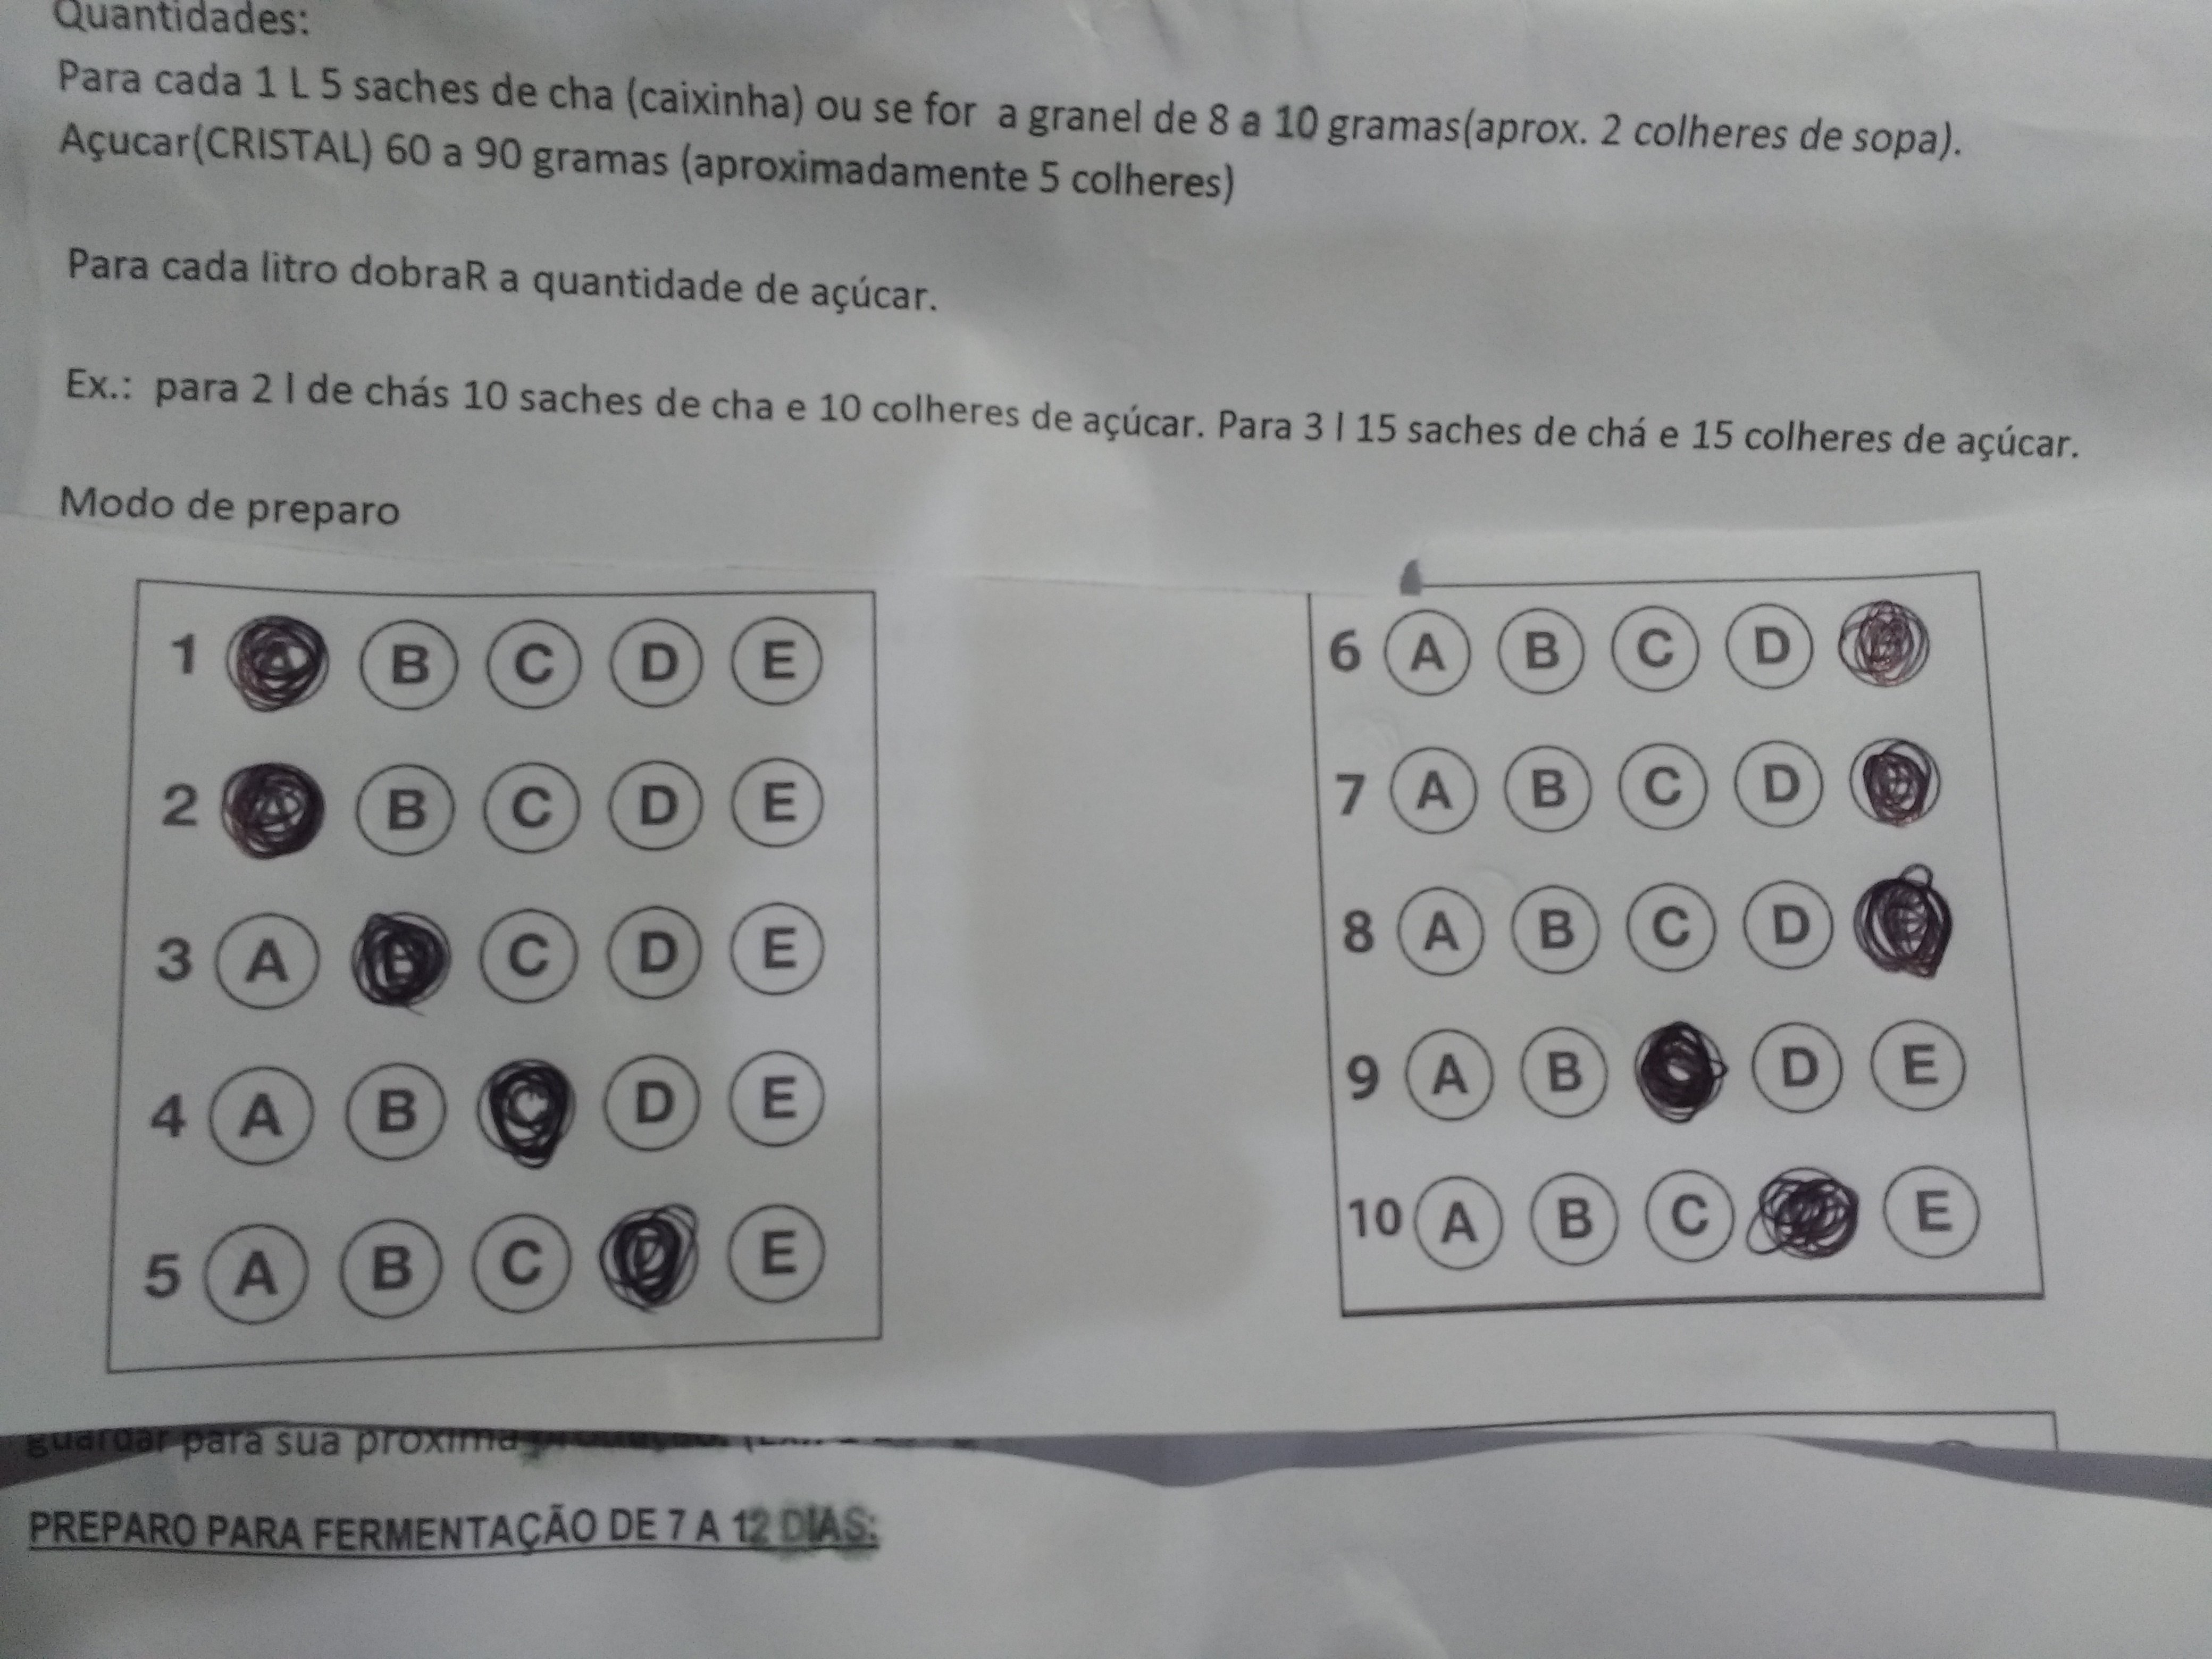 Quantidades:
Para cada 1 L 5 saches de cha (caixinha) ou se for a granel de 8 a 10 gramas(aprox. 2 colheres de sopa).
Açucar(CRISTAL) 60 a 90 gramas (aproximadamente 5 colheres)
Para cada litro dobraR a quantidade de açúcar.
Ex.: para 2 l de chás 10 saches de cha e 10 colheres de açúcar. Para 3 l 15 saches de chá e 15 colheres de açúcar.
Modo de preparo
1 A B C D E
2 A B C D E
3 A B C D E
4 A B C D E
5 A B C D E
6 A B C D
7 A B C D
8 A B C D E
9 A B C D E
10 A B C E
guardar para sua proxima
PREPARO PARA FERMENTAÇÃO DE 7 A 12 DIAS: